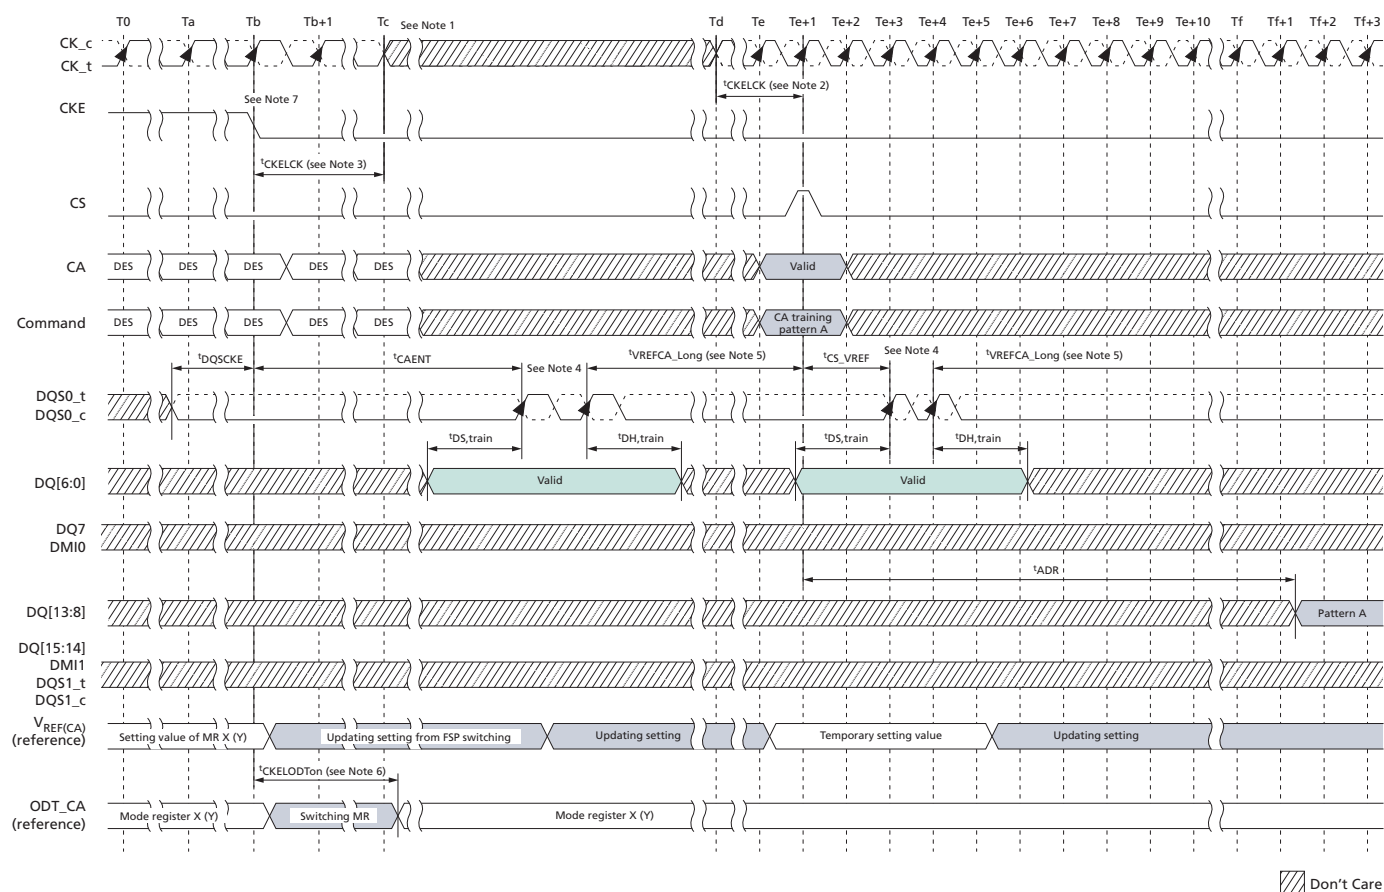 T0 Ta Tb Tb+1 Tc See Note 1 Td Te Te+1 Te+2 Te+3 Te+4 Te+5 Te+6 Te+7 Te+8 Te+9 Te+10 Tf Tf+1 Tf+2 Tf+3
CK_c
CK_t
tCKELCK (see Note 2)
CKE
See Note 7
tCKELCK (see Note 3)
CS
CA DES DES DES DES DES Valid
Command DES DES DES DES DES CA training pattern A
tDQSCKE tCAENT See Note 4 tVREFCA_Long (see Note 5) tCS_VREF See Note 4 tVREFCA_Long (see Note 5)
DQS0_t
DQS0_c
tDS,train tDH,train tDS,train tDH,train
DQ[6:0] Valid Valid
DQ7
DMI0
tADR
DQ[13:8] Pattern A
DQ[15:14]
DMI1
DQS1_t
DQS1_c
VREF(CA)
(reference)
Setting value of MR X (Y) Updating setting from FSP switching Updating setting Temporary setting value Updating setting
tCKELODTon (see Note 6)
ODT_CA
(reference)
Mode register X (Y) Switching MR Mode register X (Y)
Don't Care